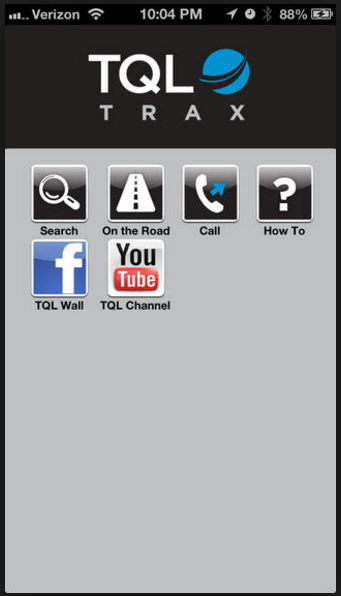 Verizon 10:04 PM 88%
TQL
TRAX
?
Search On the Road Call How To
f You
Tube
TQL Wall TQL Channel